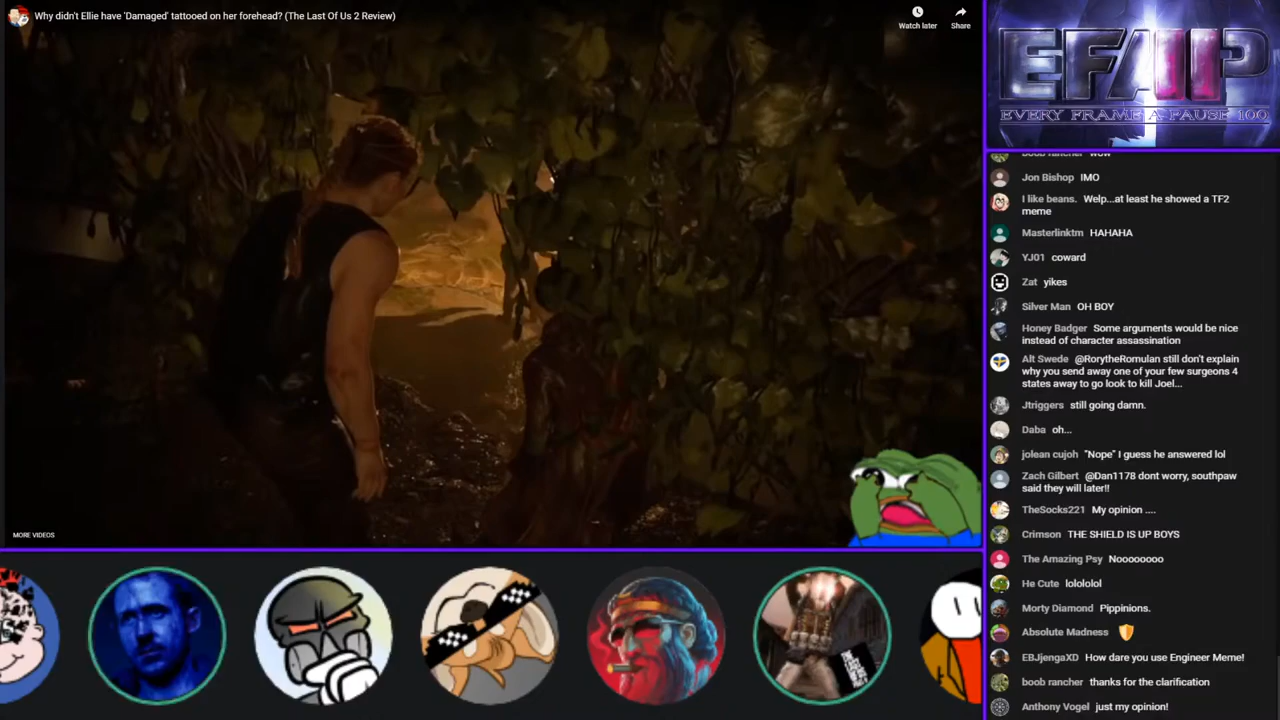 Why didn't Ellie have 'Damaged' tattooed on her forehead? (The Last Of Us 2 Review)
Watch later
Share
MORE VIDEOS
EFAP
EVERY FRAME A PAUSE 100
boob rancher wow
Jon Bishop IMO
I like beans. Welp...at least he showed a TF2
meme
Masterlinktm HAHAHA
YJ01 coward
Zat yikes
Silver Man OH BOY
Honey Badger Some arguments would be nice
instead of character assassination
Alt Swede @RorytheRomulan still don't explain
why you send away one of your few surgeons 4
states away to go look to kill Joel...
Jtriggers still going damn.
Daba oh...
jolean cujoh "Nope" I guess he answered lol
Zach Gilbert @Dan1178 dont worry, southpaw
said they will later!!
TheSocks221 My opinion ....
Crimson THE SHIELD IS UP BOYS
The Amazing Psy Nooooooo
He Cute lolololol
Morty Diamond Pippinions.
Absolute Madness
EBJjengaXD How dare you use Engineer Meme!
boob rancher thanks for the clarification
Anthony Vogel just my opinion!